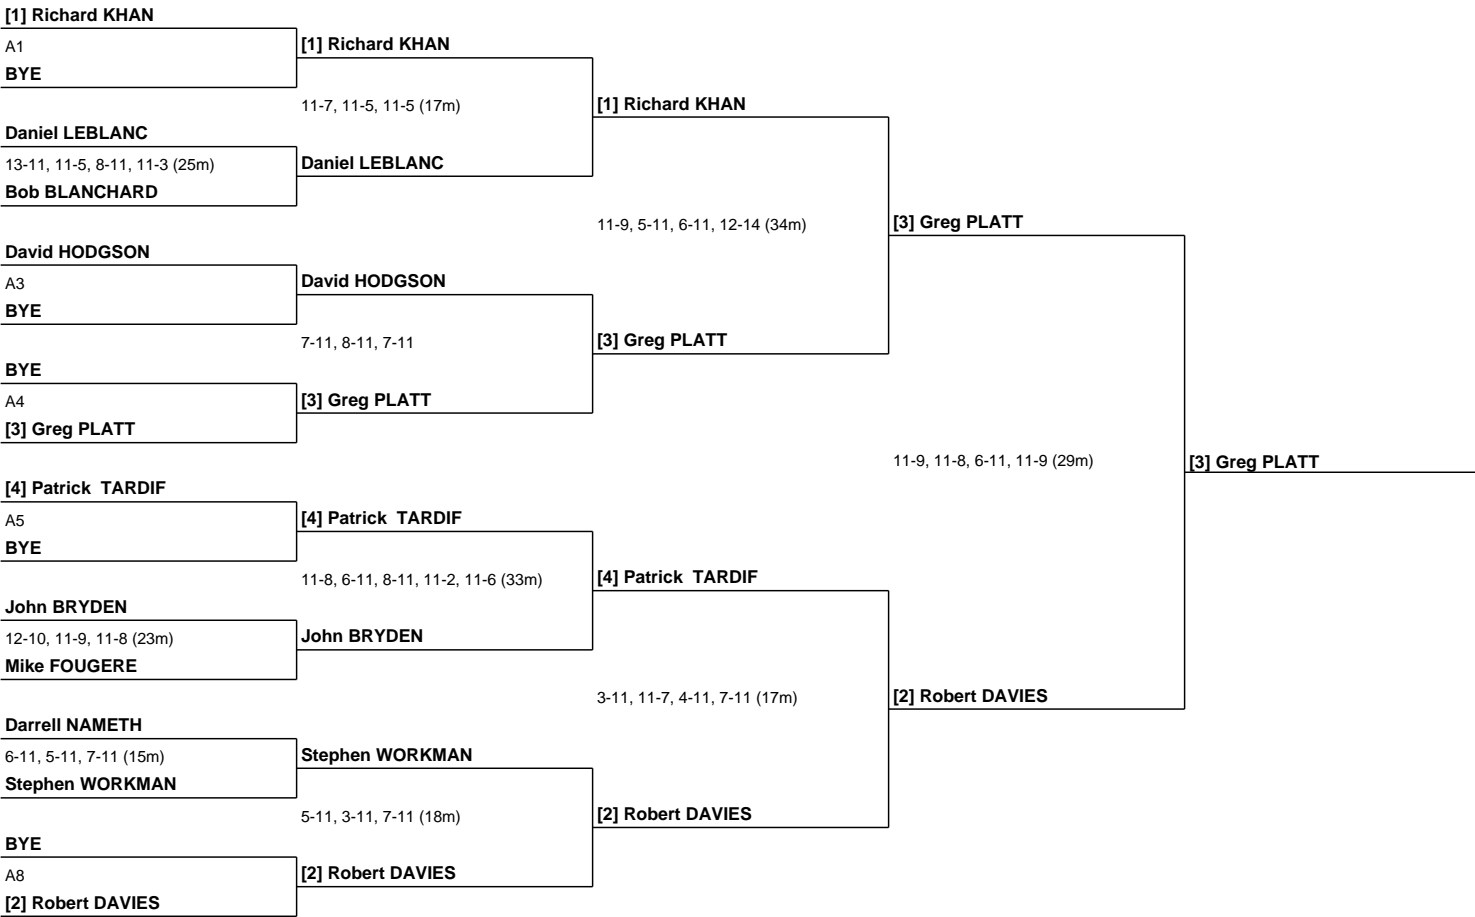 [1] Richard KHAN
A1
BYE
Daniel LEBLANC
13-11, 11-5, 8-11, 11-3 (25m)
Bob BLANCHARD
David HODGSON
A3
BYE
BYE
A4
[3] Greg PLATT
[4] Patrick  TARDIF
A5
BYE
John BRYDEN
12-10, 11-9, 11-8 (23m)
Mike FOUGERE
Darrell NAMETH
6-11, 5-11, 7-11 (15m)
Stephen WORKMAN
BYE
A8
[2] Robert DAVIES
[1] Richard KHAN
11-7, 11-5, 11-5 (17m)
Daniel LEBLANC
David HODGSON
7-11, 8-11, 7-11
[3] Greg PLATT
[4] Patrick  TARDIF
11-8, 6-11, 8-11, 11-2, 11-6 (33m)
John BRYDEN
Stephen WORKMAN
5-11, 3-11, 7-11 (18m)
[2] Robert DAVIES
[1] Richard KHAN
11-9, 5-11, 6-11, 12-14 (34m)
[3] Greg PLATT
[4] Patrick  TARDIF
3-11, 11-7, 4-11, 7-11 (17m)
[2] Robert DAVIES
[3] Greg PLATT
11-9, 11-8, 6-11, 11-9 (29m)
[2] Robert DAVIES
[3] Greg PLATT